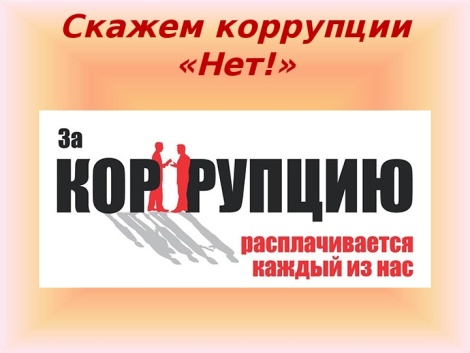 Скажем коррупции
«Нет!»
За
КОРРУПЦИЮ
расплачивается
каждый из нас